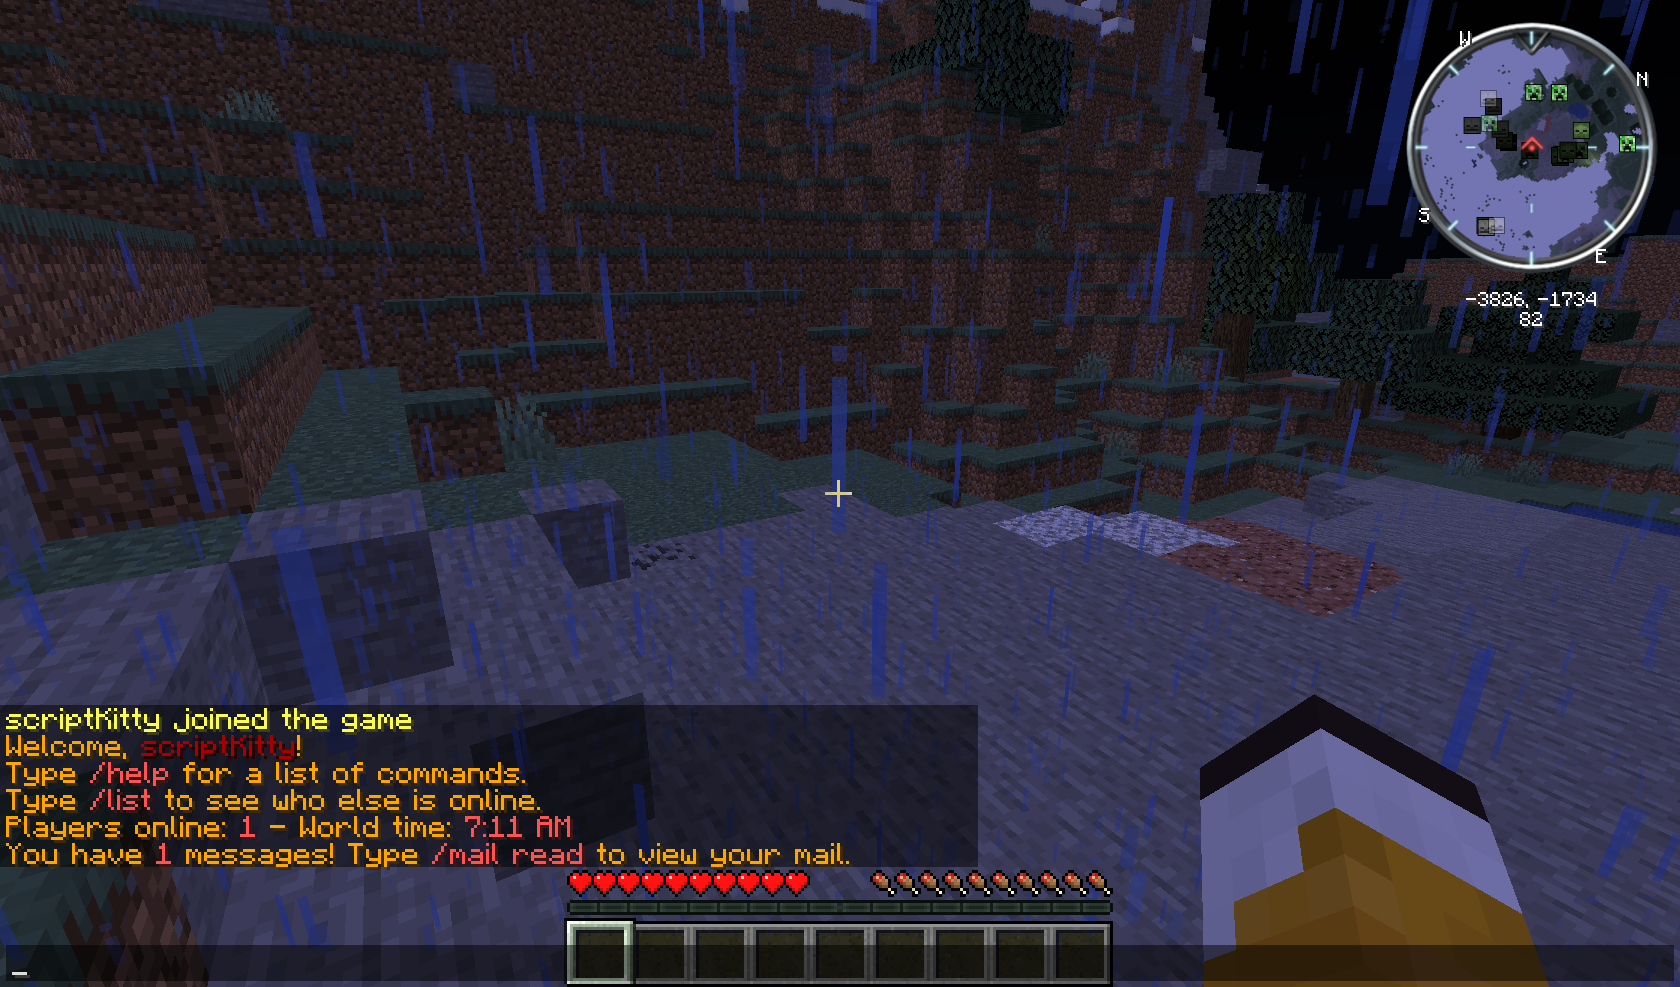 W
N
S
E
-3826, -1734
82
scriptKitty joined the game
Welcome, scriptKitty!
Type /help for a list of commands.
Type /list to see who else is online.
Players online: 1 - World time: 7:11 AM
You have 1 messages! Type /mail read to view your mail.
_